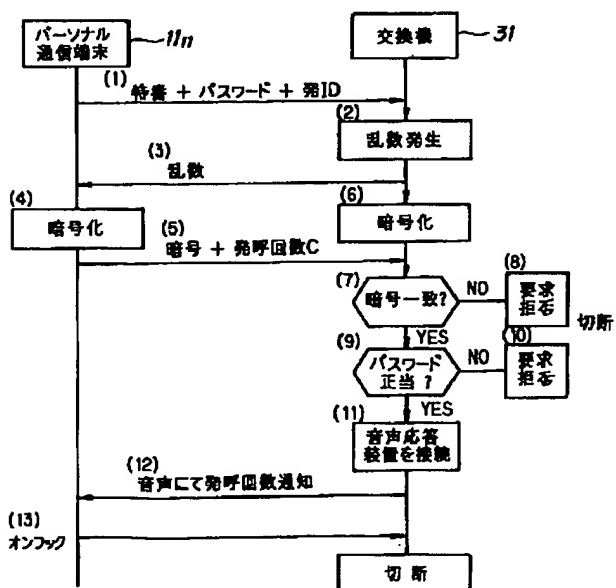 パーソナル
通信端末
11n
交換機
31
(1)
特番 + パスワード + 発ID
(2)
乱数発生
(3)
乱数
(4)
暗号化
(5)
暗号 + 発呼回数C
(6)
暗号化
(7)
暗号一致?
NO
YES
(8)
要求
拒否
切断
(9)
パスワード
正当?
NO
YES
(10)
要求
拒否
(11)
音声応答
装置を接続
(12)
音声にて発呼回数通知
(13)
オンフック
切断